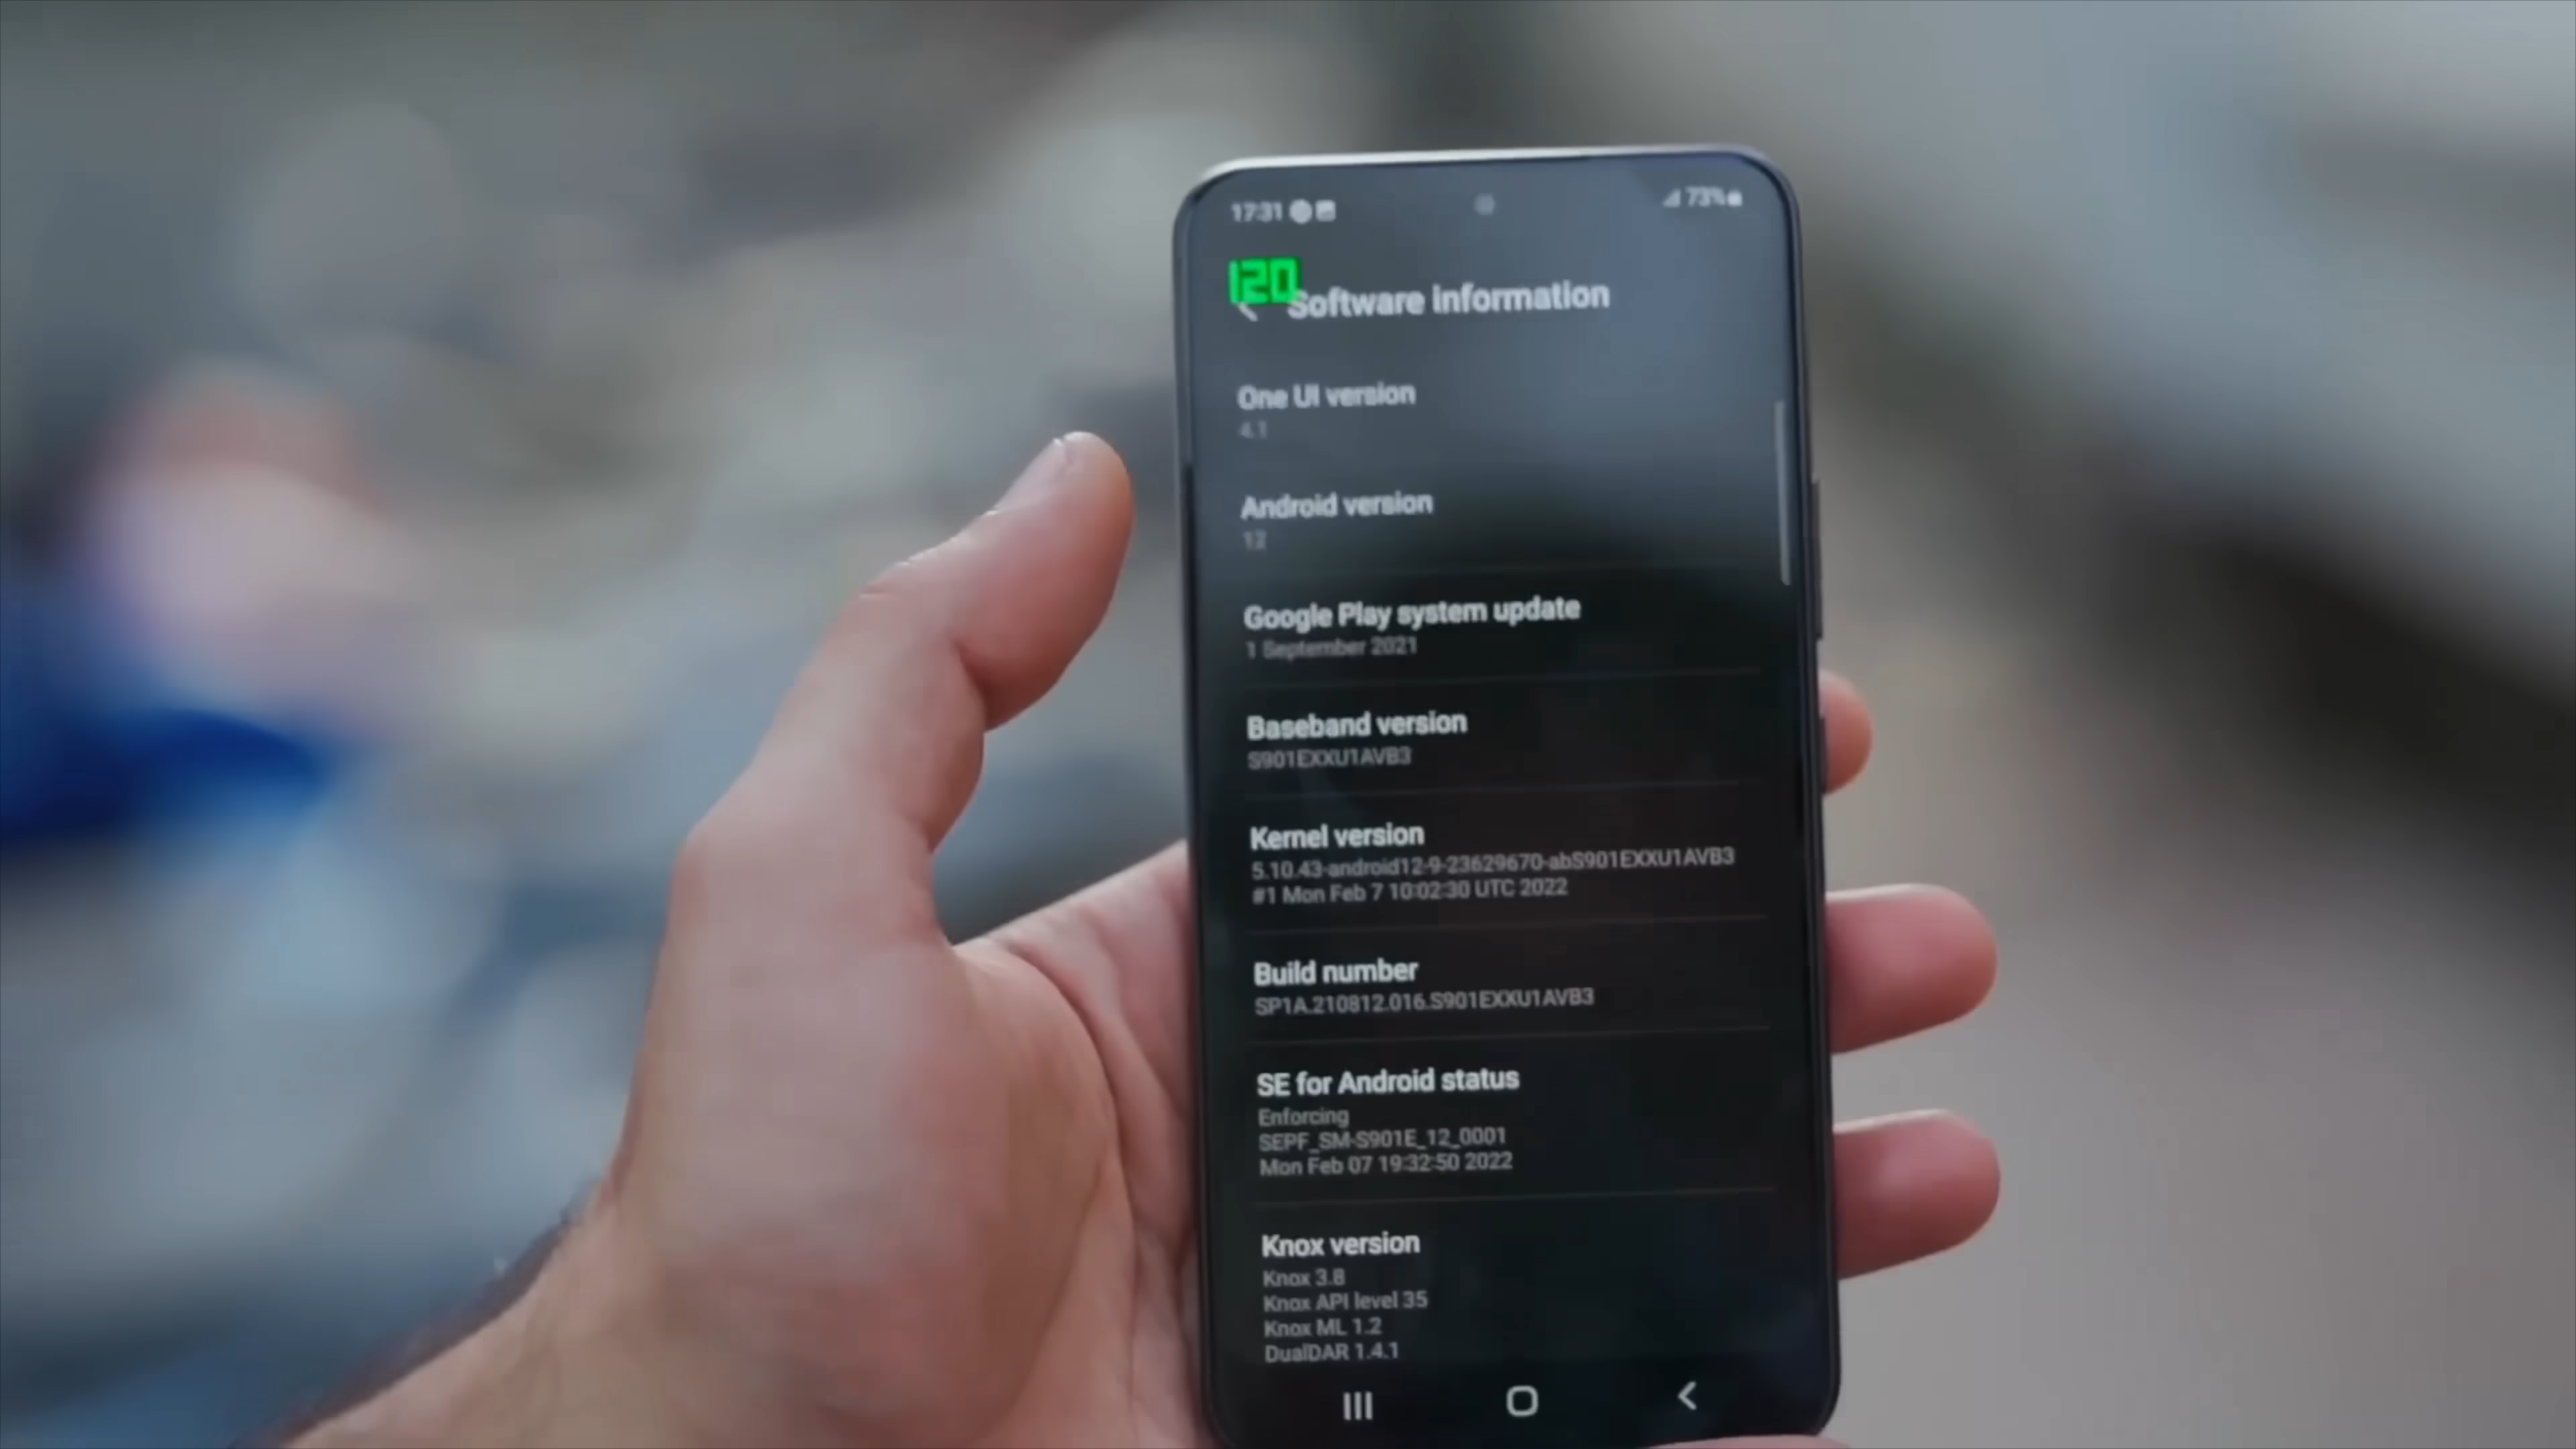 17:31
73%
120
Software information
One UI version
4.1
Android version
12
Google Play system update
1 September 2021
Baseband version
S901EXXU1AVB3
Kernel version
5.10.43-android12-9-23629670-abS901EXXU1AVB3
#1 Mon Feb 7 10:02:30 UTC 2022
Build number
SP1A.210812.016.S901EXXU1AVB3
SE for Android status
Enforcing
SEPF_SM-S901E_12_0001
Mon Feb 07 19:32:50 2022
Knox version
Knox 3.8
Knox API level 35
Knox ML 1.2
DualDAR 1.4.1